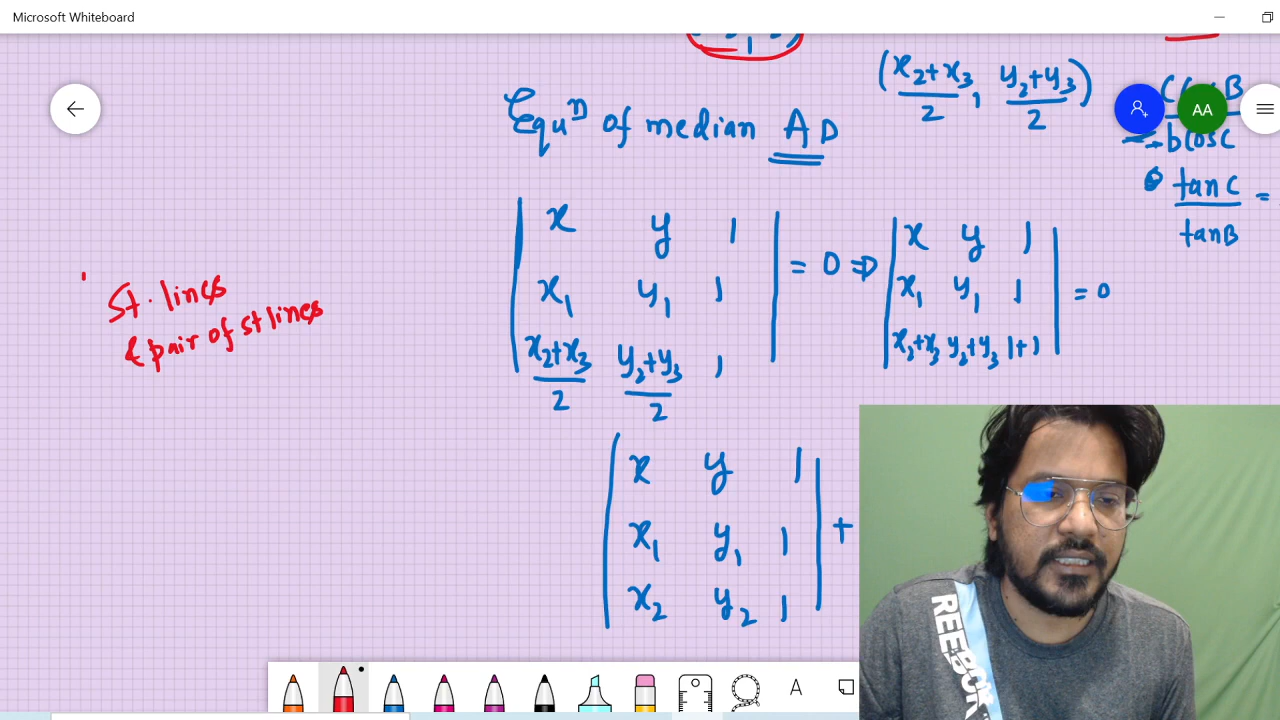 Microsoft Whiteboard
(x₂+x₃/2, y₂+y₃/2)
Equⁿ of median AD
AA
bcosC
tanC/tanB =
| x y 1 |
| x₁ y₁ 1 | = 0 ⇒
| x₂+x₃/2 y₂+y₃/2 1 |
| x y 1 |
| x₁ y₁ 1 | = 0
| x₂+x₃ y₂+y₃ 1+1 |
St. lines
& pair of st lines
| x y 1 |
| x₁ y₁ 1 | +
| x₂ y₂ 1 |
REEBOK
A